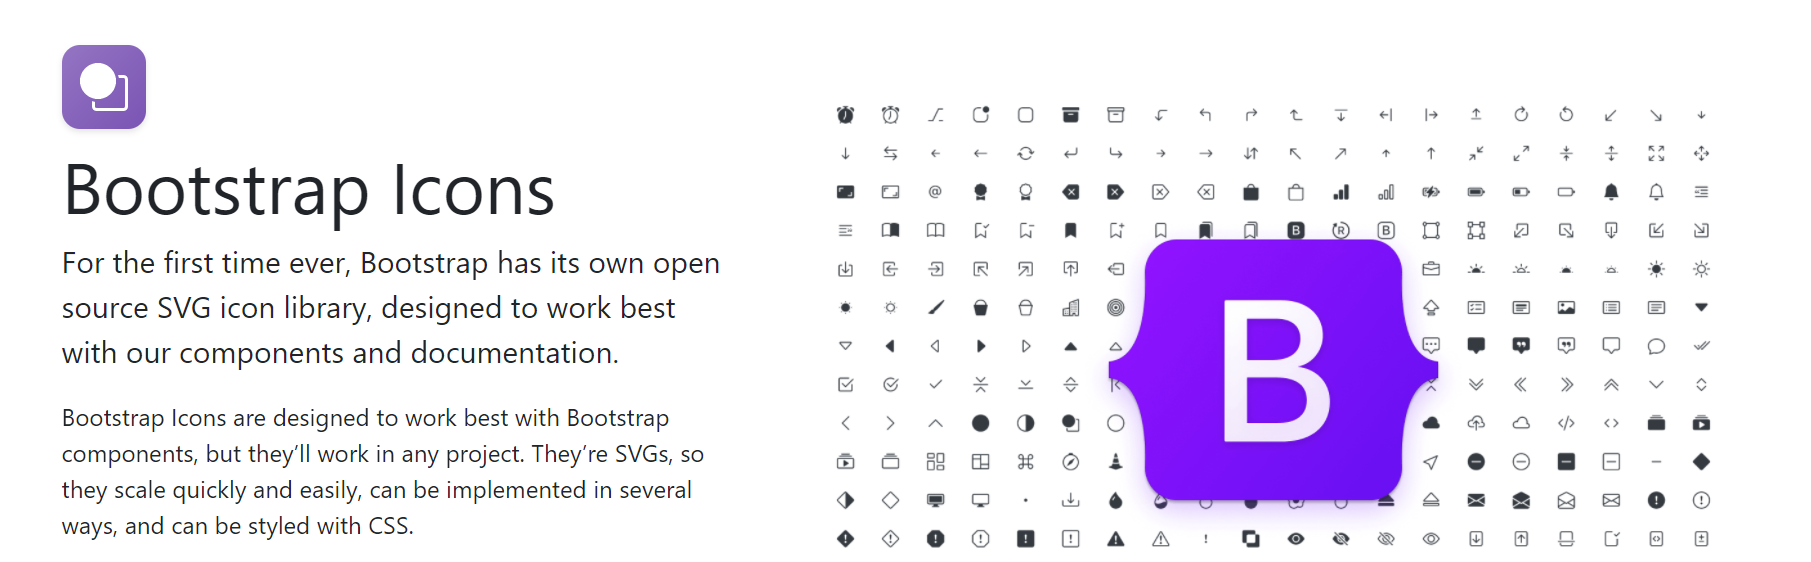 Bootstrap Icons
For the first time ever, Bootstrap has its own open
source SVG icon library, designed to work best
with our components and documentation.
Bootstrap Icons are designed to work best with Bootstrap
components, but they’ll work in any project. They’re SVGs, so
they scale quickly and easily, can be implemented in several
ways, and can be styled with CSS.
B